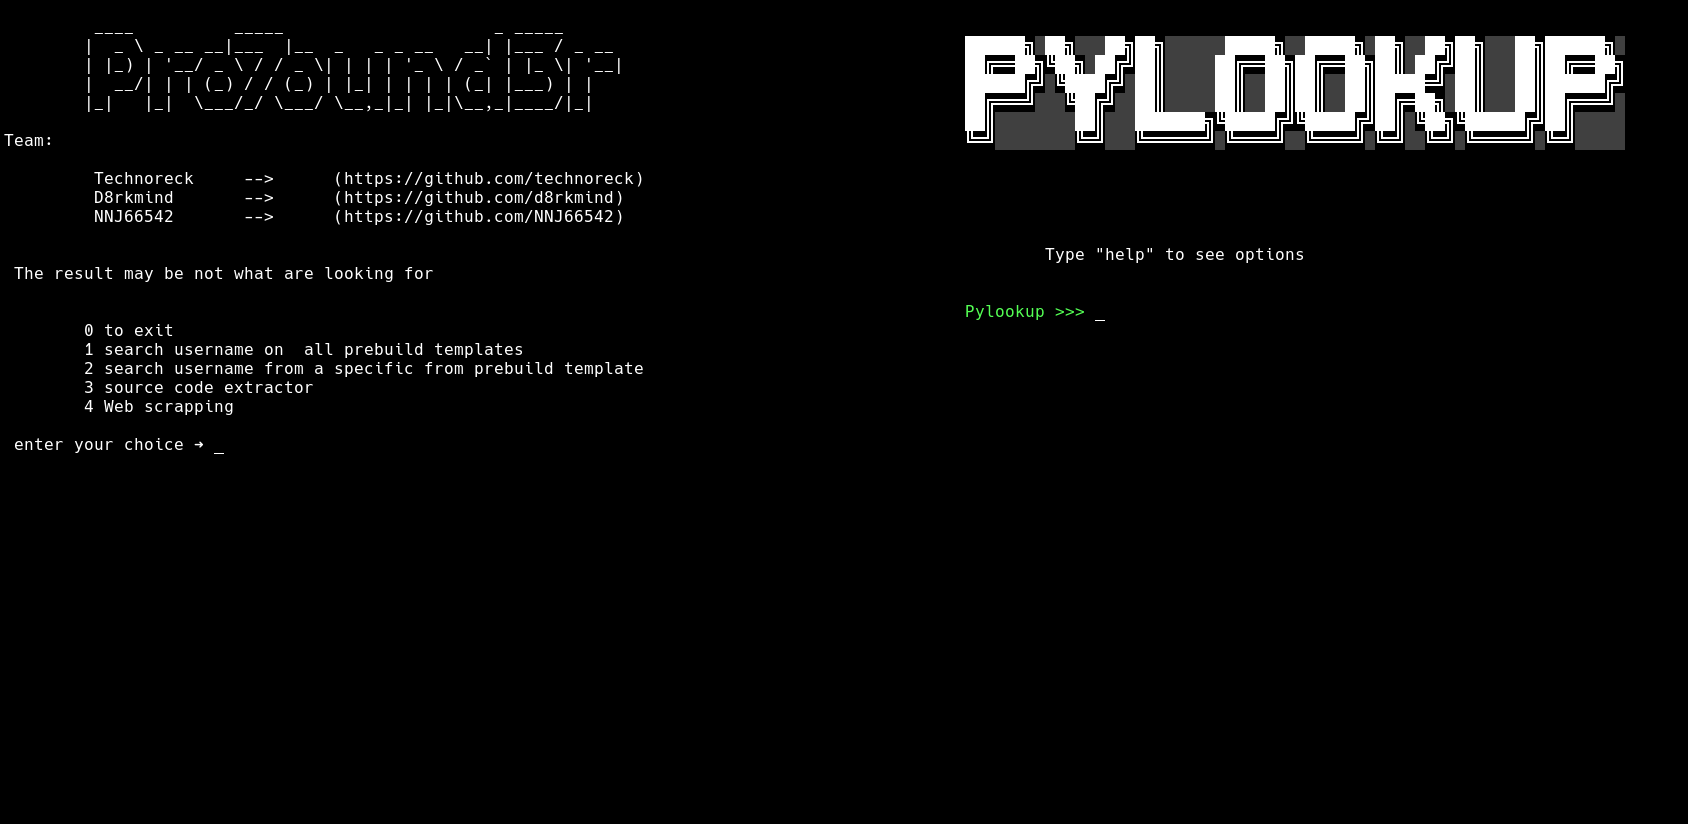 Pro7ound3r
Team:
Technoreck --> (https://github.com/technoreck)
D8rkmind --> (https://github.com/d8rkmind)
NNJ66542 --> (https://github.com/NNJ66542)
The result may be not what are looking for
0 to exit
1 search username on  all prebuild templates
2 search username from a specific from prebuild template
3 source code extractor
4 Web scrapping
enter your choice ➜ _
PYLOOKUP
Type "help" to see options
Pylookup >>> _